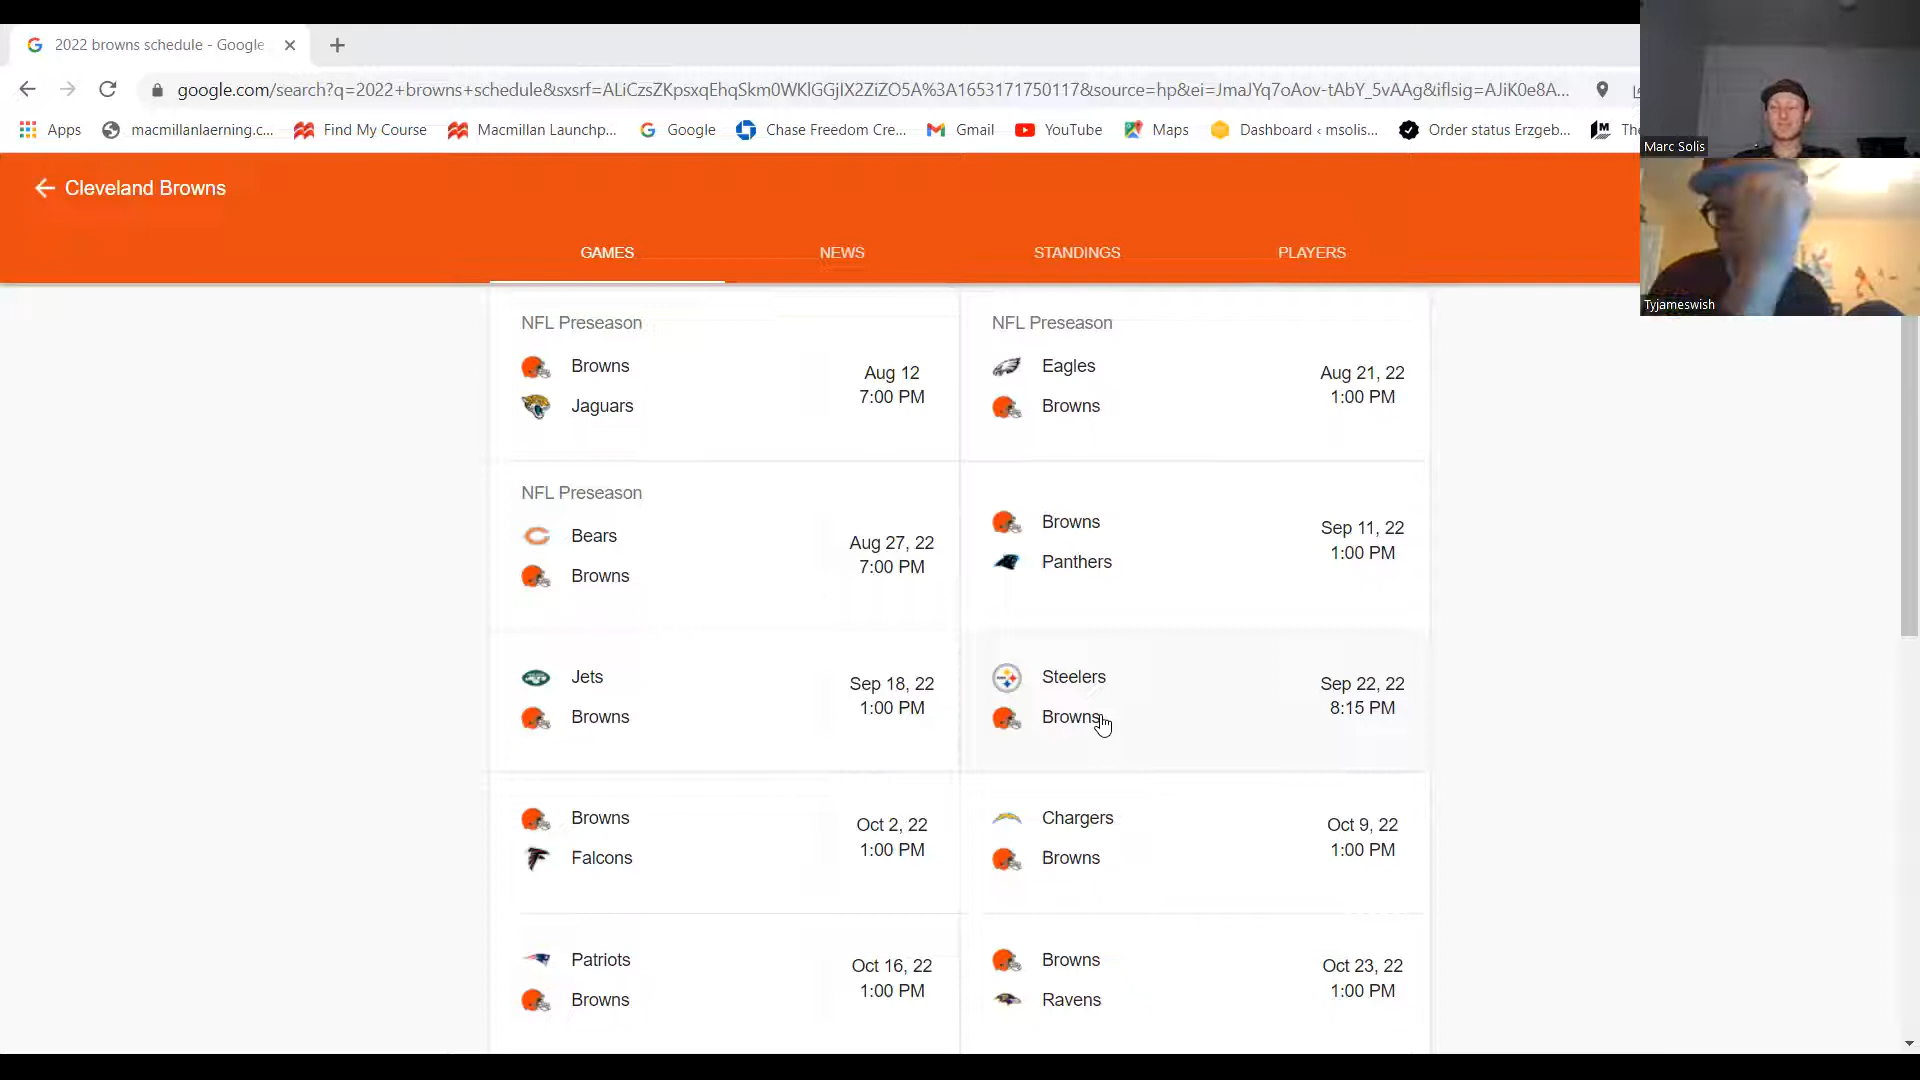 2022 browns schedule - Google
google.com/search?q=2022+browns+schedule&sxsrf=ALiCzsZKpsxqEhqSkm0WKlGGjIX2ZiZO5A%3A1653171750117&source=hp&ei=JmaJYq7oAov-tAbY_5vAAg&iflsig=AJiK0e8A...
Apps macmillanlaerning.c... Find My Course Macmillan Launchp... Google Chase Freedom Cre... Gmail YouTube Maps Dashboard ‹ msolis... Order status Erzgeb... Th
Marc Solis
Tyjameswish
Cleveland Browns
GAMES NEWS STANDINGS PLAYERS
NFL Preseason
Browns
Jaguars
Aug 12
7:00 PM
NFL Preseason
Eagles
Browns
Aug 21, 22
1:00 PM
NFL Preseason
Bears
Browns
Aug 27, 22
7:00 PM
Browns
Panthers
Sep 11, 22
1:00 PM
Jets
Browns
Sep 18, 22
1:00 PM
Steelers
Browns
Sep 22, 22
8:15 PM
Browns
Falcons
Oct 2, 22
1:00 PM
Chargers
Browns
Oct 9, 22
1:00 PM
Patriots
Browns
Oct 16, 22
1:00 PM
Browns
Ravens
Oct 23, 22
1:00 PM